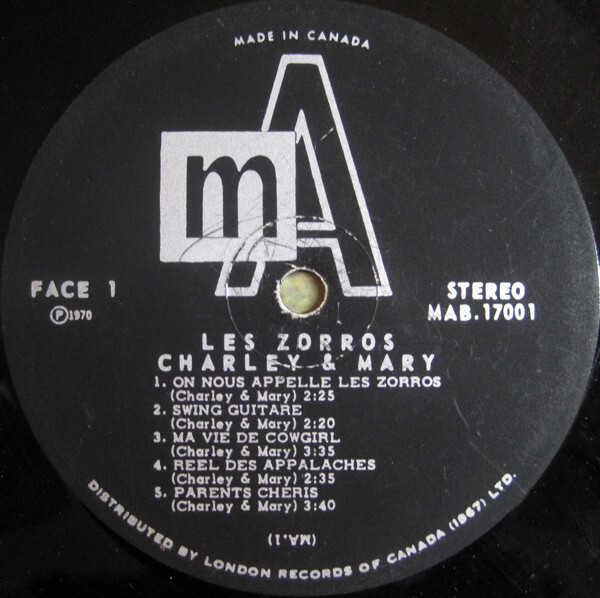 MADE IN CANADA
mA
FACE 1
Ⓟ1970
STEREO
MAB.17001
LES ZORROS
CHARLEY & MARY
1. ON NOUS APPELLE LES ZORROS
(Charley & Mary) 2:25
2. SWING GUITARE
(Charley & Mary) 2:20
3. MA VIE DE COWGIRL
(Charley & Mary) 3:35
4. REEL DES APPALACHES
(Charley & Mary) 2:35
5. PARENTS CHERIS
(Charley & Mary) 3:40
(MA.1)
DISTRIBUTED BY LONDON RECORDS OF CANADA (1967) LTD.